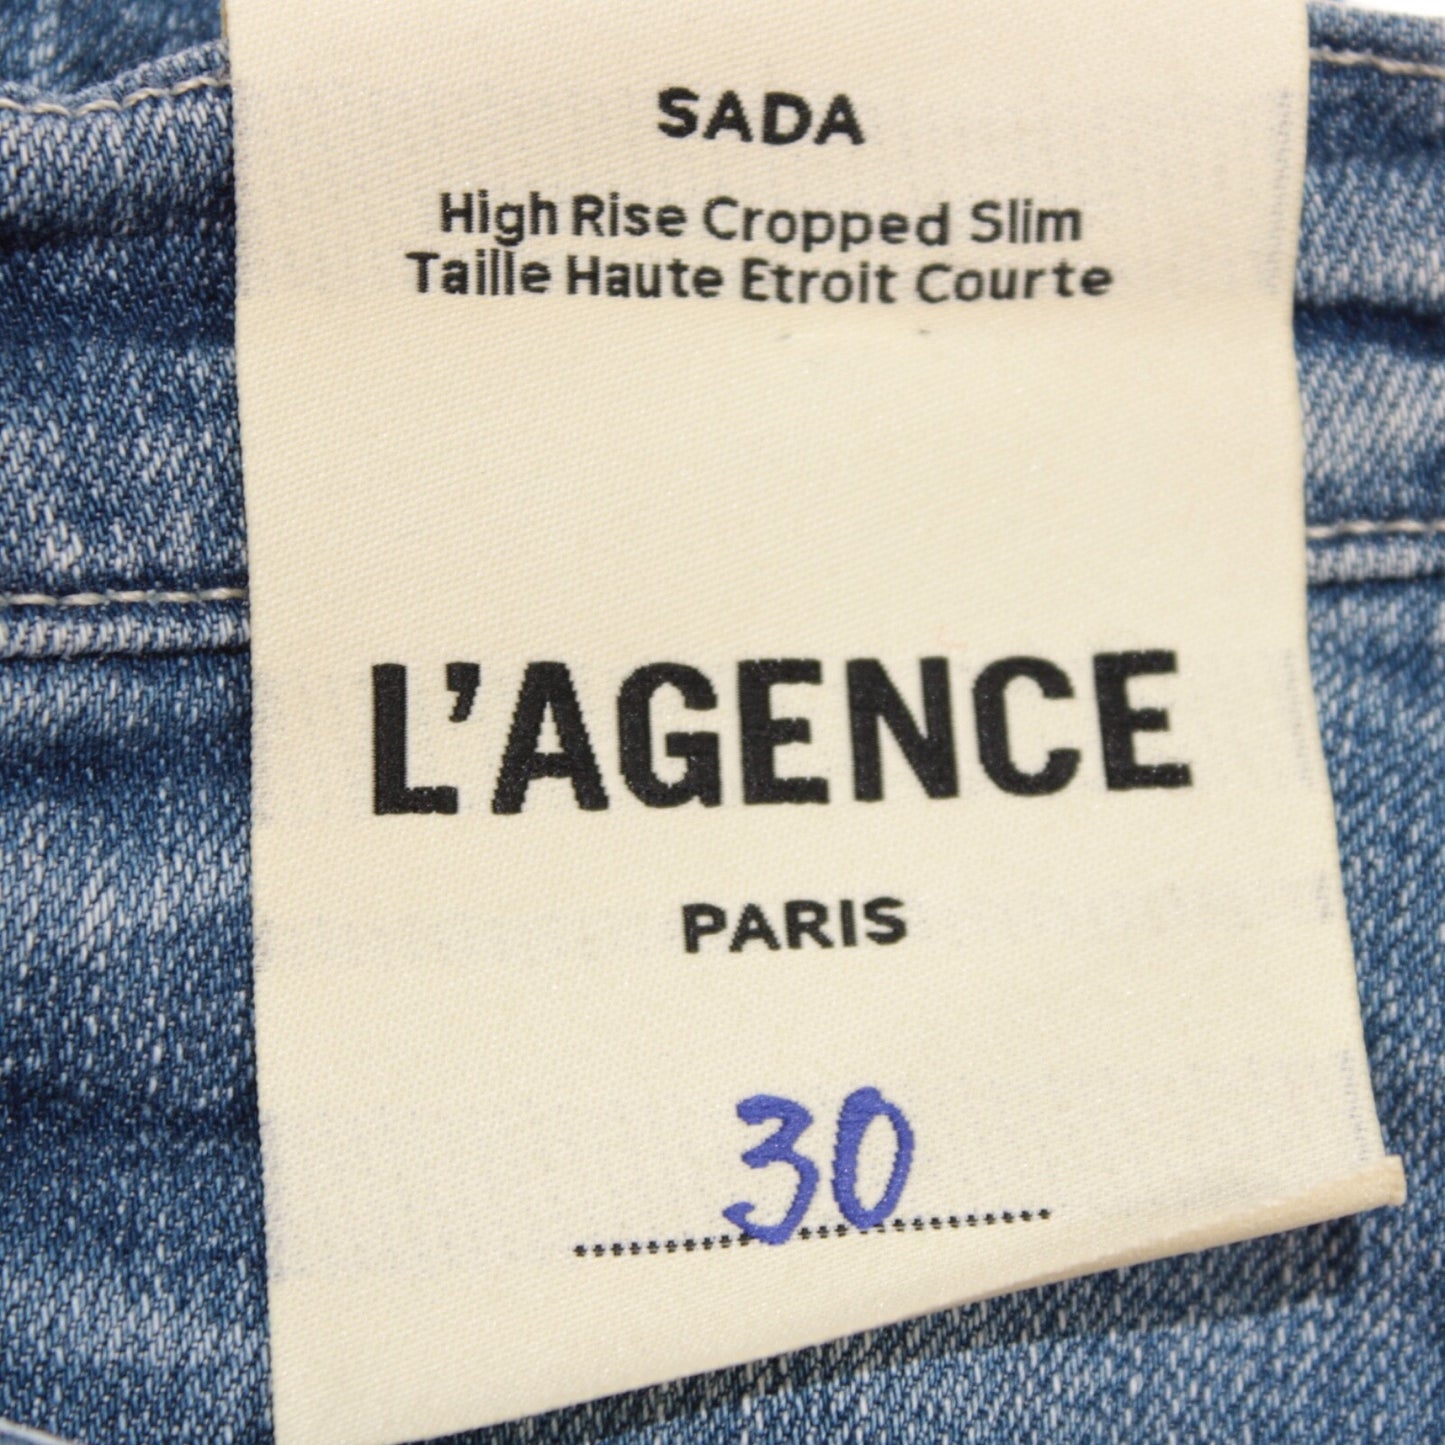 SADA
High Rise Cropped Slim
Taille Haute Etroit Courte
L'AGENCE
PARIS
30